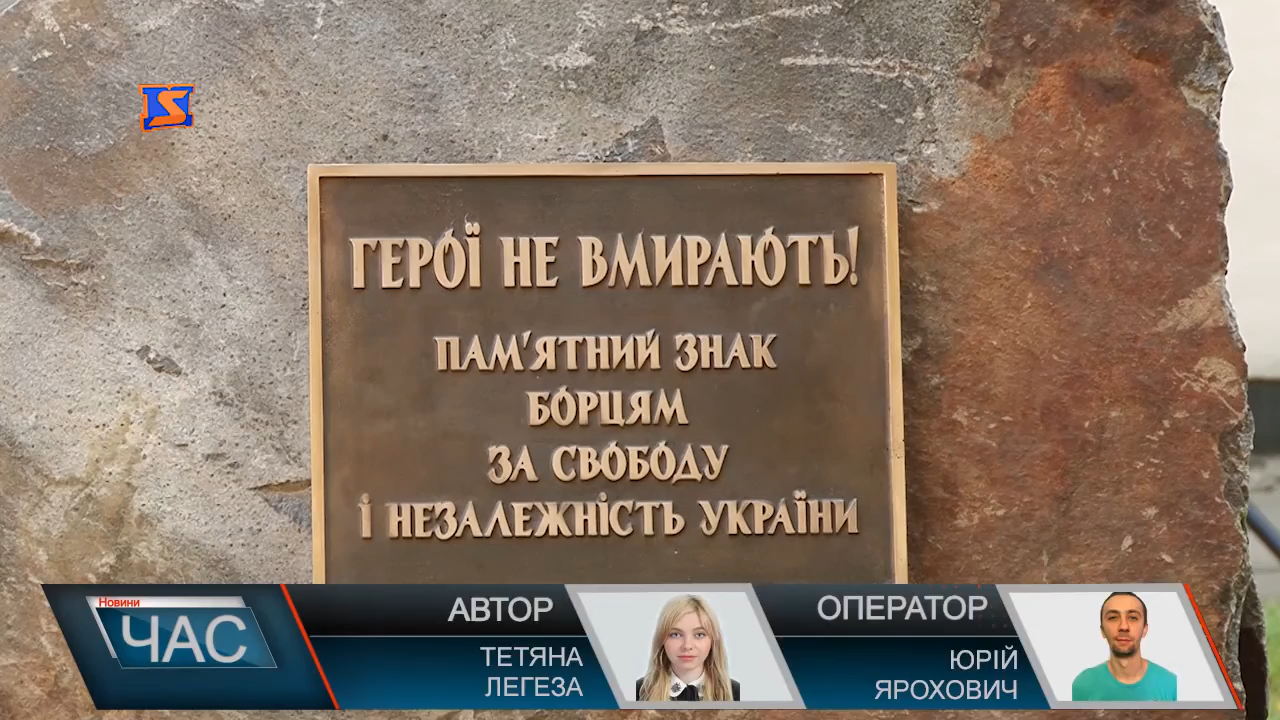 ГЕРОЇ НЕ ВМИРАЮТЬ!
ПАМ'ЯТНИЙ ЗНАК
БОРЦЯМ
ЗА СВОБОДУ
І НЕЗАЛЕЖНІСТЬ УКРАЇНИ
Новини
ЧАС
АВТОР
ТЕТЯНА
ЛЕГЕЗА
ОПЕРАТОР
ЮРІЙ
ЯРОХОВИЧ